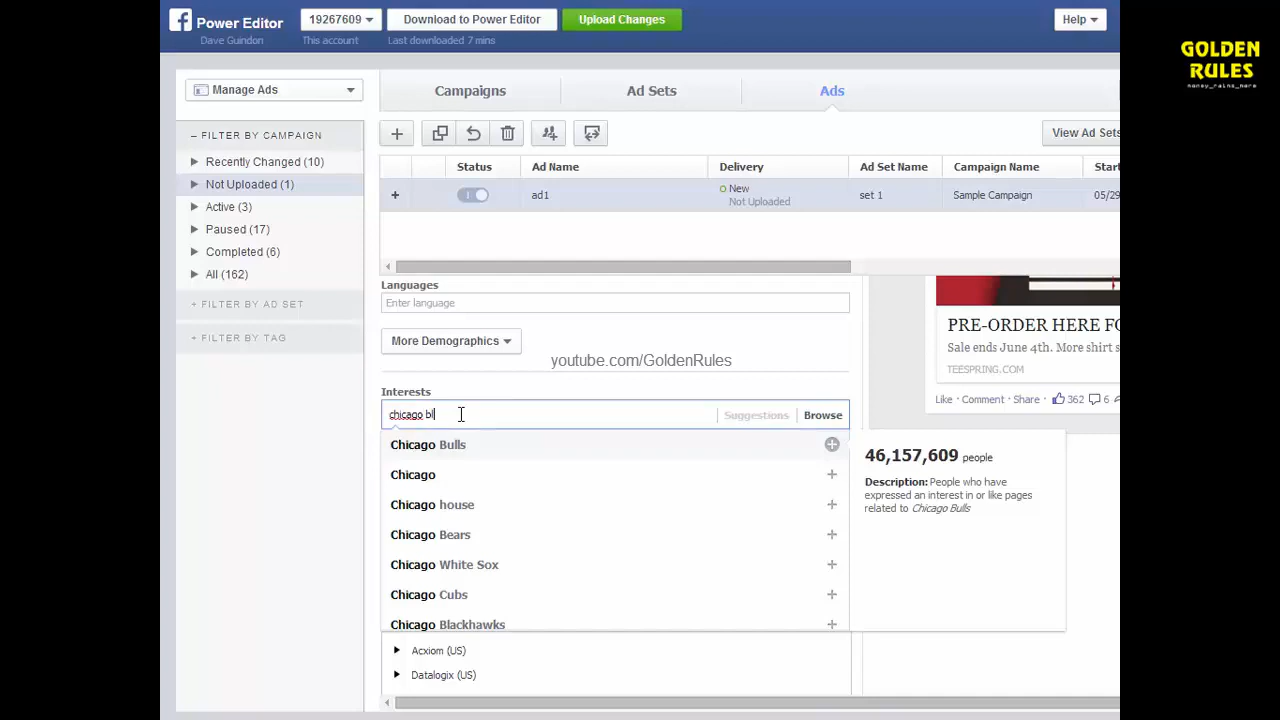 Power Editor
Dave Guindon
19267609
This account
Download to Power Editor
Last downloaded 7 mins
Upload Changes
Help
GOLDEN
RULES
money_rains_here
Manage Ads
Campaigns
Ad Sets
Ads
FILTER BY CAMPAIGN
Recently Changed (10)
Not Uploaded (1)
Active (3)
Paused (17)
Completed (6)
All (162)
+ FILTER BY AD SET
+ FILTER BY TAG
View Ad Sets
Status
Ad Name
Delivery
Ad Set Name
Campaign Name
Start
ad1
New
Not Uploaded
set 1
Sample Campaign
05/29
Languages
Enter language
More Demographics
youtube.com/GoldenRules
Interests
chicago bl
Suggestions
Browse
Chicago Bulls
Chicago
Chicago house
Chicago Bears
Chicago White Sox
Chicago Cubs
Chicago Blackhawks
Acxiom (US)
Datalogix (US)
PRE-ORDER HERE FO
Sale ends June 4th. More shirt s
TEESPRING.COM
Like · Comment · Share · 362 6
46,157,609 people
Description: People who have
expressed an interest in or like pages
related to Chicago Bulls